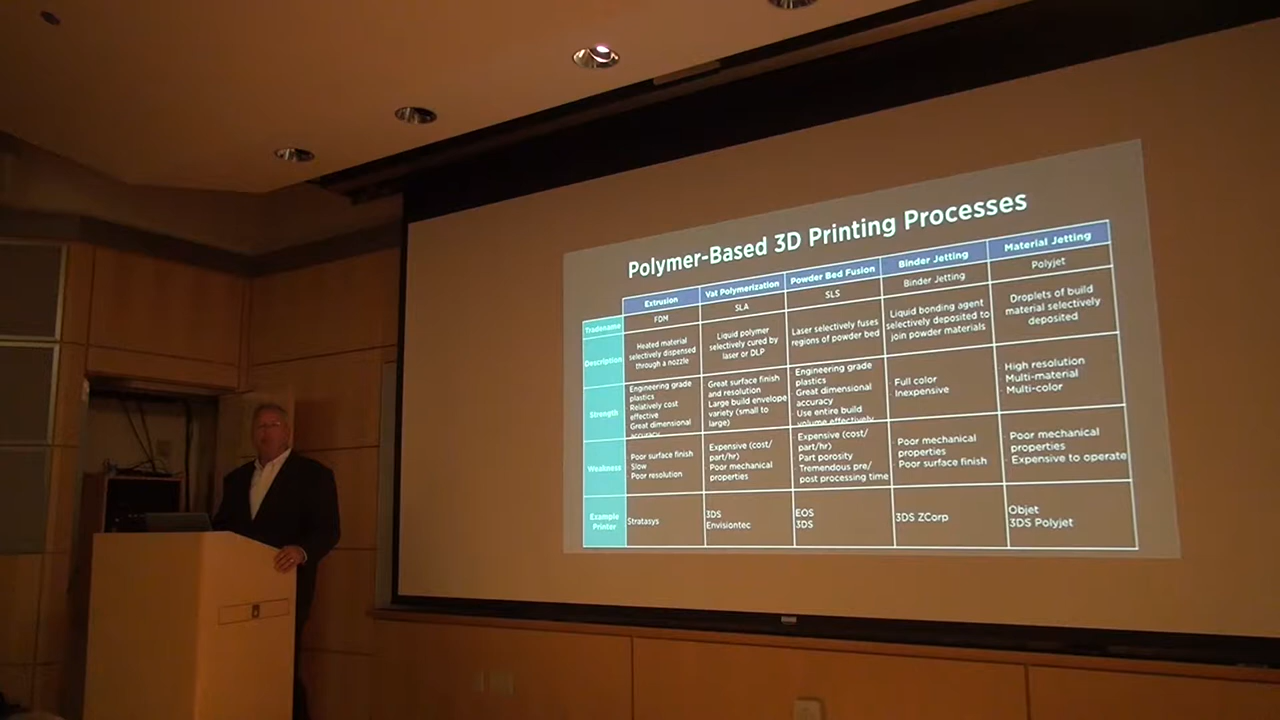 Polymer-Based 3D Printing Processes
Extrusion
Vat Polymerization
Powder Bed Fusion
Binder Jetting
Material Jetting
Tradename
FDM
SLA
SLS
Binder Jetting
Polyjet
Description
Heated material
selectively dispensed
through a nozzle
Liquid polymer
selectively cured by
laser or DLP
Laser selectively fuses
regions of powder bed
Liquid bonding agent
selectively deposited to
join powder materials
Droplets of build
material selectively
deposited
Strength
Engineering grade
plastics
Relatively cost
effective
Great dimensional
accuracy
Great surface finish
and resolution
Large build envelope
variety (small to
large)
Engineering grade
plastics
Great dimensional
accuracy
Use entire build
volume effectively
· Full color
· Inexpensive
· High resolution
Multi-material
Multi-color
Weakness
· Poor surface finish
Slow
Poor resolution
Expensive (cost/
part/hr)
Poor mechanical
properties
Expensive (cost/
part/hr)
Part porosity
· Tremendous pre/
post processing time
· Poor mechanical
properties
· Poor surface finish
· Poor mechanical
properties
· Expensive to operate
Example
Printer
Stratasys
3DS
Envisiontec
EOS
3DS
3DS ZCorp
Objet
3DS Polyjet